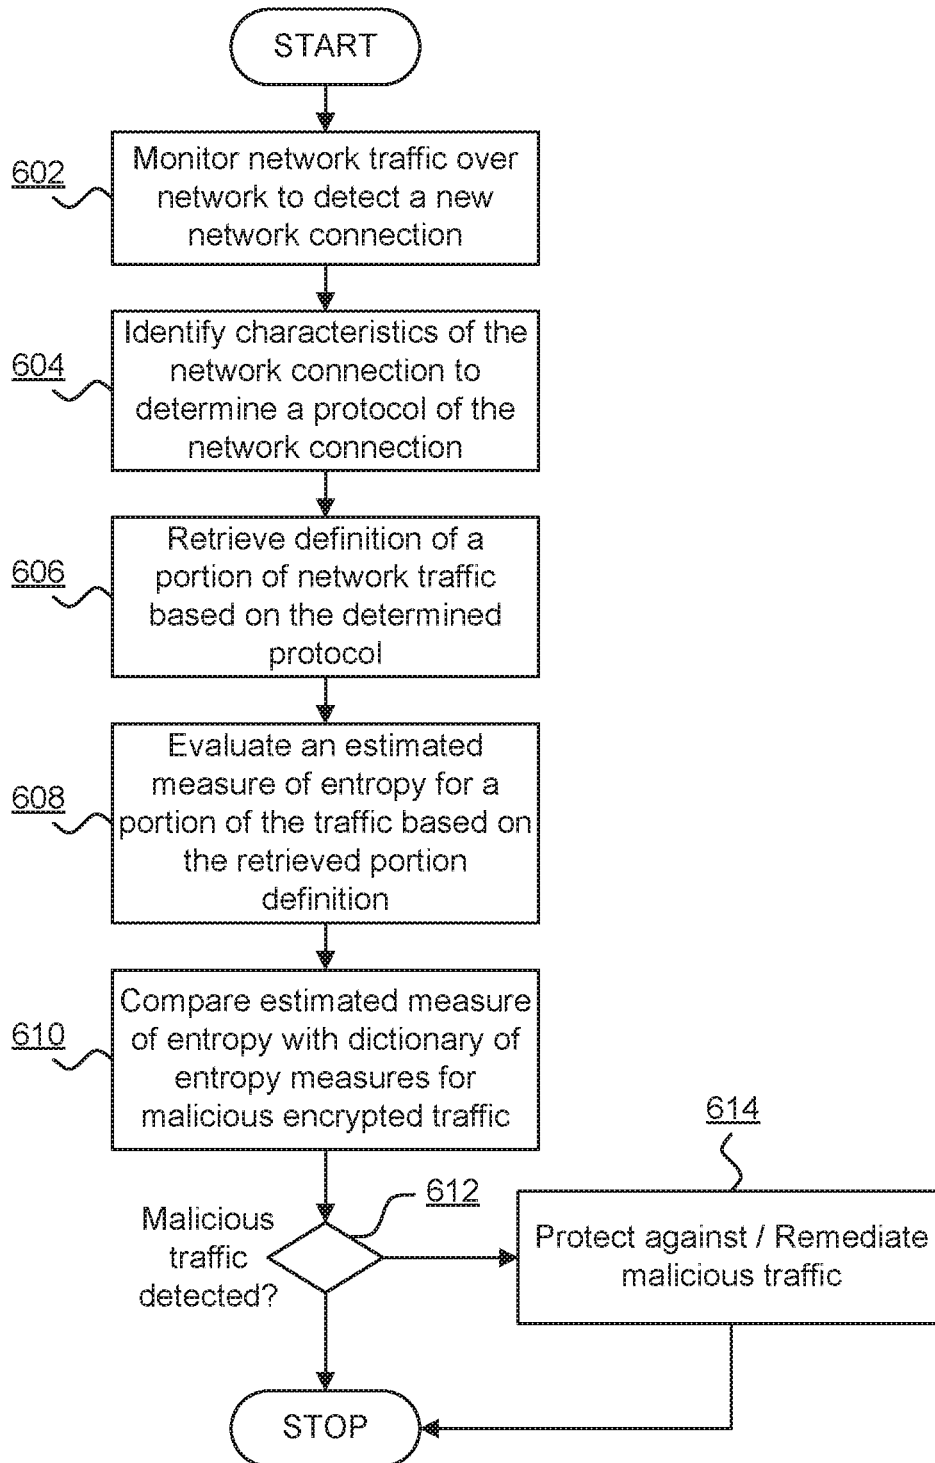 START
602
Monitor network traffic over
network to detect a new
network connection
604
Identify characteristics of the
network connection to
determine a protocol of the
network connection
606
Retrieve definition of a
portion of network traffic
based on the determined
protocol
608
Evaluate an estimated
measure of entropy for a
portion of the traffic based on
the retrieved portion
definition
610
Compare estimated measure
of entropy with dictionary of
entropy measures for
malicious encrypted traffic
612
Malicious
traffic
detected?
614
Protect against / Remediate
malicious traffic
STOP